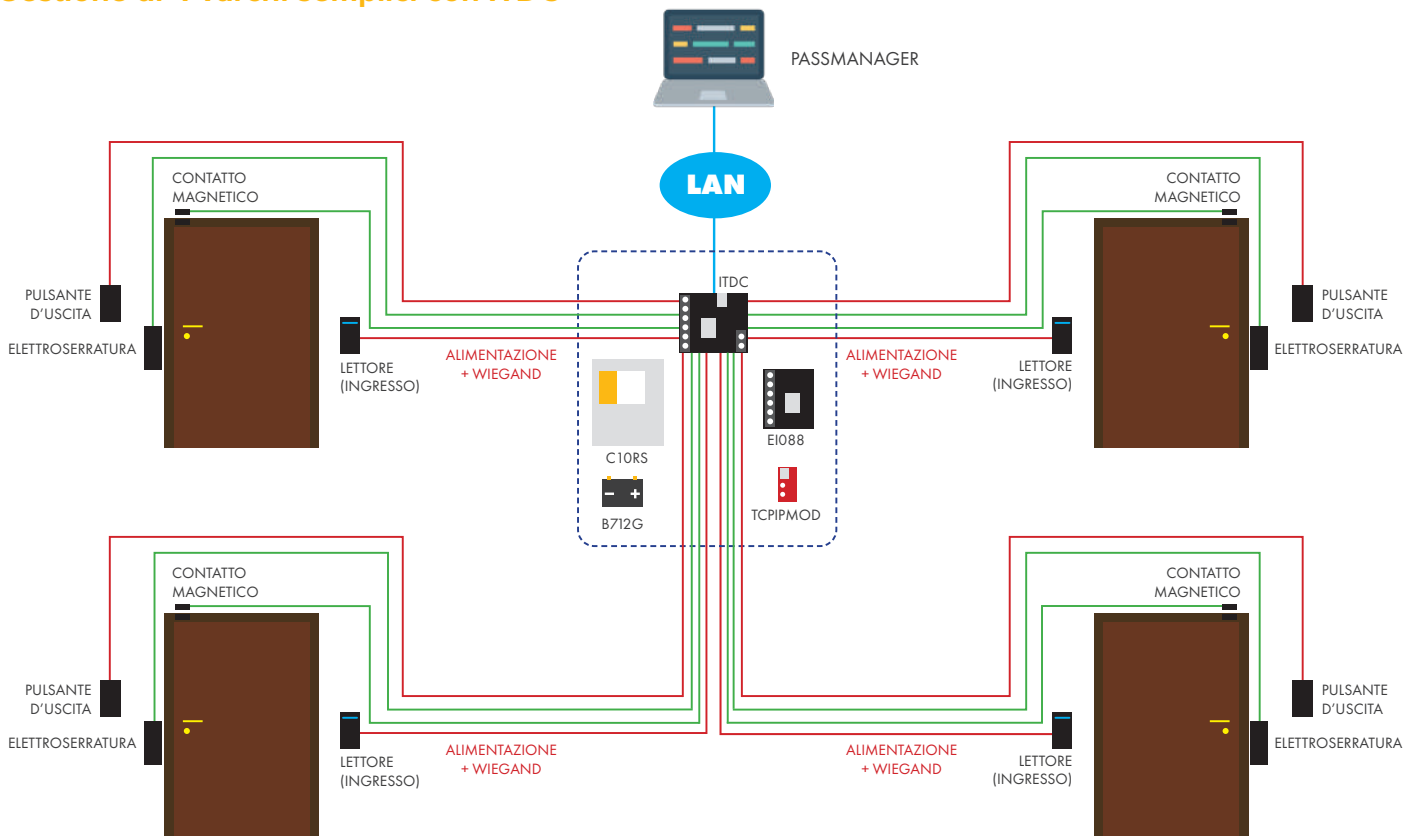 PASSMANAGER
LAN
CONTATTO
MAGNETICO
CONTATTO
MAGNETICO
ITDC
PULSANTE
D'USCITA
PULSANTE
D'USCITA
ELETTROSERRATURA
ELETTROSERRATURA
LETTORE
(INGRESSO)
ALIMENTAZIONE
+ WIEGAND
ALIMENTAZIONE
+ WIEGAND
LETTORE
(INGRESSO)
C10RS
EI088
B712G
TCPIPMOD
CONTATTO
MAGNETICO
CONTATTO
MAGNETICO
PULSANTE
D'USCITA
PULSANTE
D'USCITA
ELETTROSERRATURA
ELETTROSERRATURA
LETTORE
(INGRESSO)
ALIMENTAZIONE
+ WIEGAND
ALIMENTAZIONE
+ WIEGAND
LETTORE
(INGRESSO)